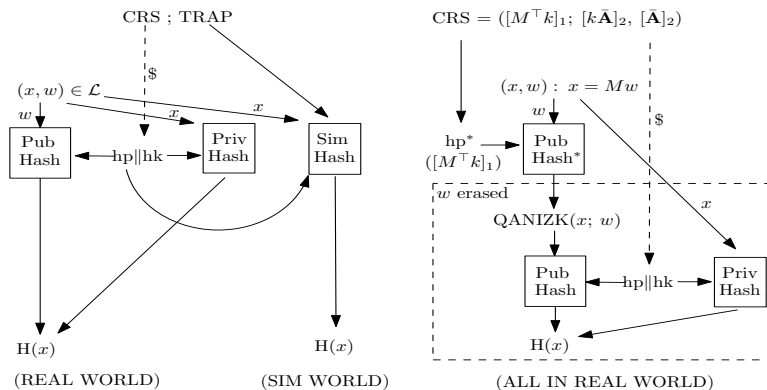 CRS ; TRAP
$
(x, w) ∈ ℒ
w
x
x
Pub
Hash
hp∥hk
Priv
Hash
Sim
Hash
H(x)
H(x)
(REAL WORLD)
(SIM WORLD)
CRS = ([M⊤k]₁; [kĀ]₂, [Ā]₂)
(x, w) : x = Mw
w
$
hp*
([M⊤k]₁)
Pub
Hash*
w erased
x
QANIZK(x; w)
Pub
Hash
hp∥hk
Priv
Hash
H(x)
(ALL IN REAL WORLD)